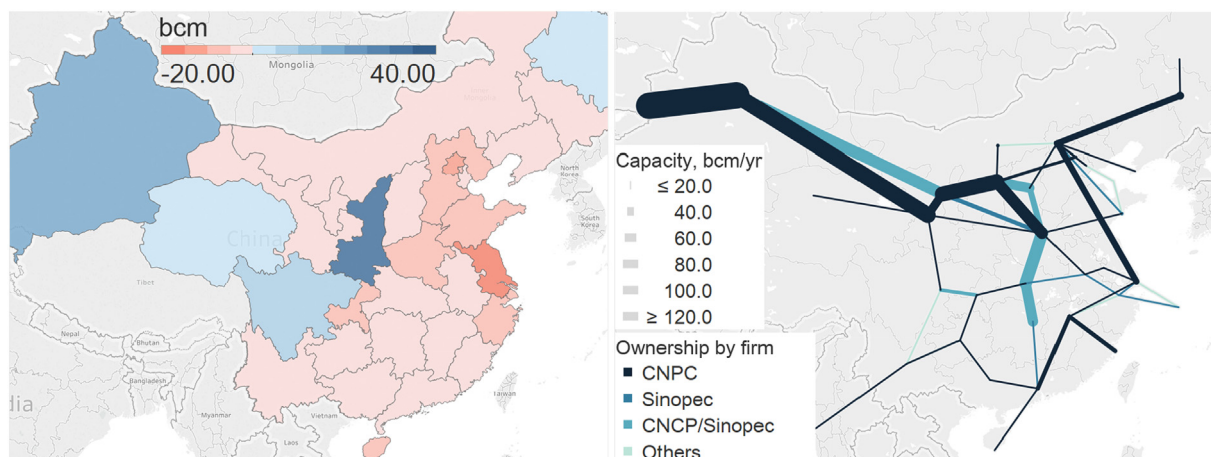 bcm
-20.00
40.00
Mongolia
China
Tibet
Nepal
Bhutan
Bangladesh
Myanmar
Vietnam
Laos
Taiwan
North
Korea
South
Korea
dia
Capacity, bcm/yr
≤ 20.0
40.0
60.0
80.0
100.0
≥ 120.0
Ownership by firm
CNPC
Sinopec
CNCP/Sinopec
Others